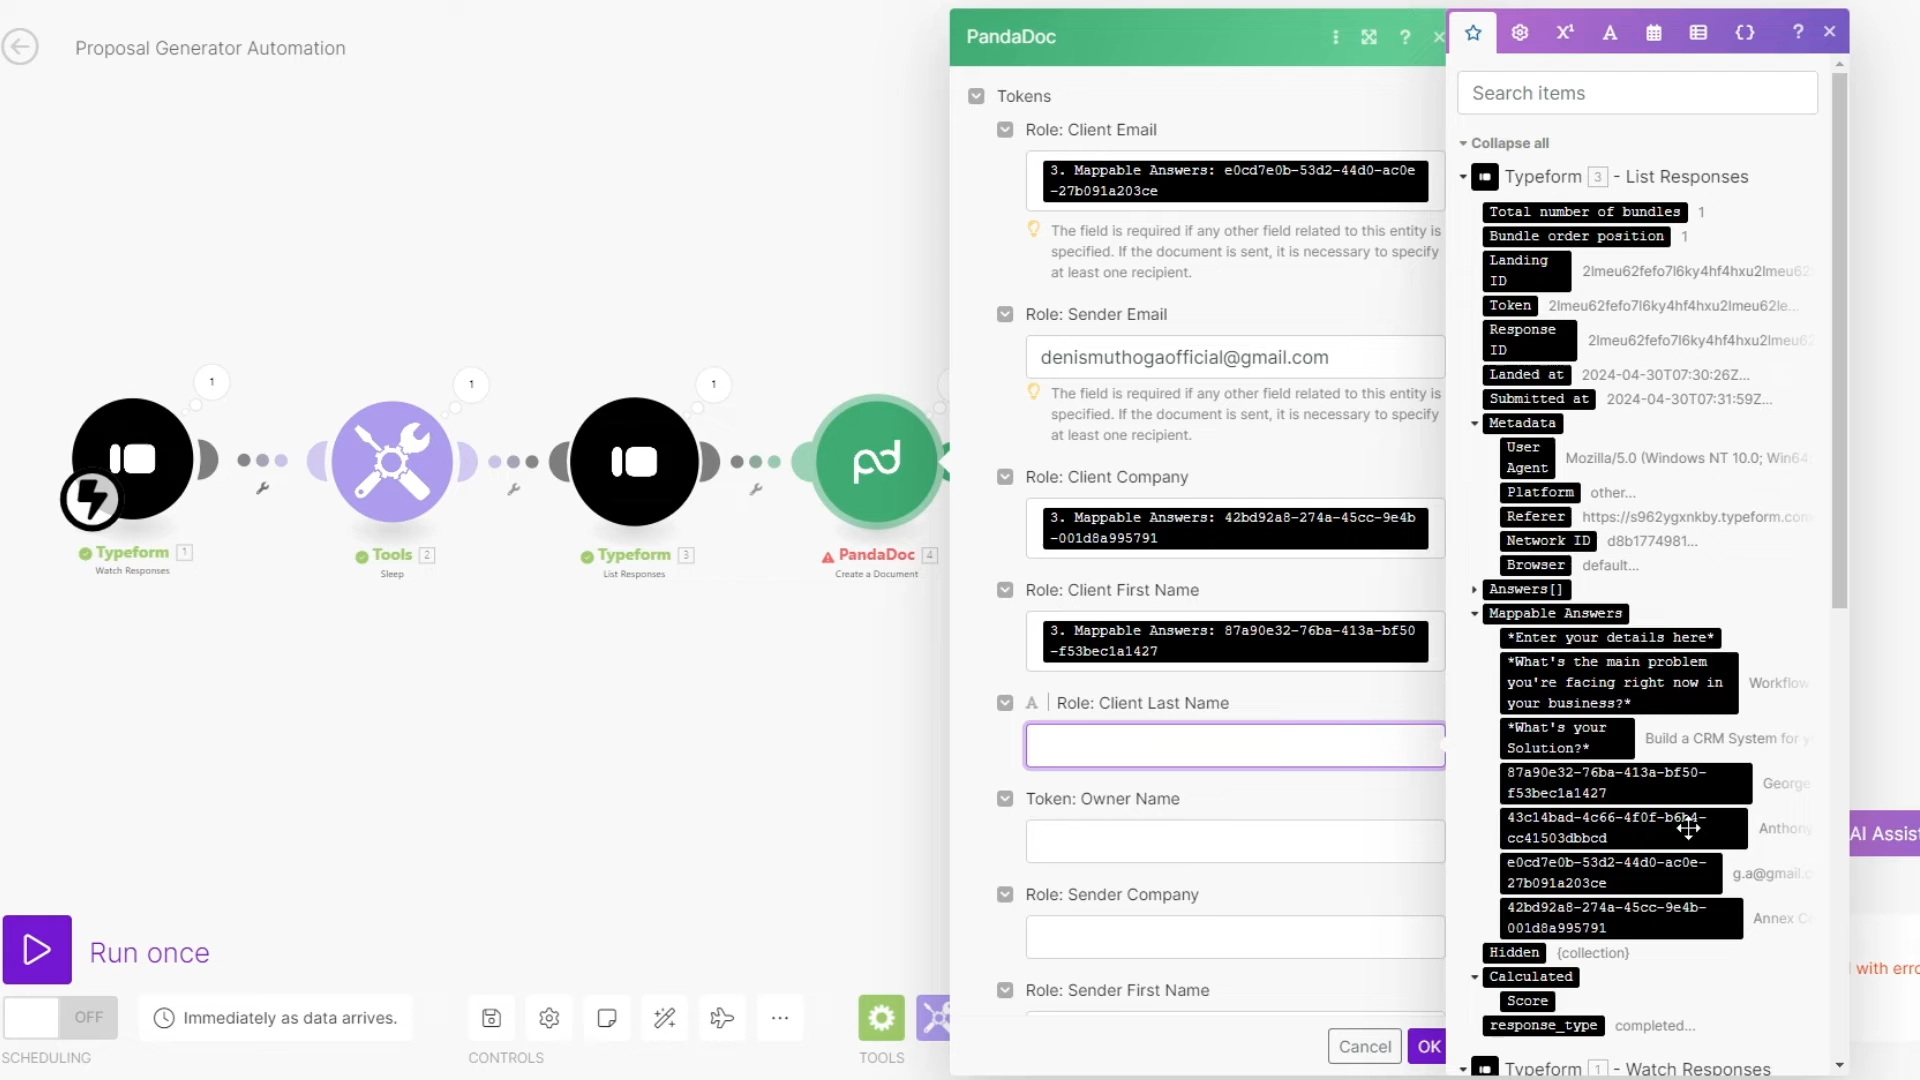 Proposal Generator Automation
1
1
1
Typeform 1
Watch Responses
Tools 2
Sleep
Typeform 3
List Responses
PandaDoc 4
Create a Document
Run once
OFF
Immediately as data arrives.
SCHEDULING
CONTROLS
TOOLS
PandaDoc
Tokens
Role: Client Email
3. Mappable Answers: e0cd7e0b-53d2-44d0-ac0e
-27b091a203ce
The field is required if any other field related to this entity is
specified. If the document is sent, it is necessary to specify
at least one recipient.
Role: Sender Email
denismuthogaofficial@gmail.com
The field is required if any other field related to this entity is
specified. If the document is sent, it is necessary to specify
at least one recipient.
Role: Client Company
3. Mappable Answers: 42bd92a8-274a-45cc-9e4b
-001d8a995791
Role: Client First Name
3. Mappable Answers: 87a90e32-76ba-413a-bf50
-f53bec1a1427
A Role: Client Last Name
Token: Owner Name
Role: Sender Company
Role: Sender First Name
Cancel
OK
Search items
Collapse all
Typeform 3 - List Responses
Total number of bundles 1
Bundle order position 1
Landing
ID 2lmeu62fefo7l6ky4hf4hxu2lmeu62
Token 2lmeu62fefo7l6ky4hf4hxu2lmeu62le...
Response
ID 2lmeu62fefo7l6ky4hf4hxu2lmeu62
Landed at 2024-04-30T07:30:26Z...
Submitted at 2024-04-30T07:31:59Z...
Metadata
User
Agent Mozilla/5.0 (Windows NT 10.0; Win64;
Platform other...
Referer https://s962ygxnkby.typeform.com
Network ID d8b1774981...
Browser default...
Answers[]
Mappable Answers
*Enter your details here*
*What's the main problem
you're facing right now in
your business?* Workflow
*What's your
Solution?* Build a CRM System for y
87a90e32-76ba-413a-bf50-
f53bec1a1427 George
43c14bad-4c66-4f0f-b6b4-
cc41503dbbcd Anthony
e0cd7e0b-53d2-44d0-ac0e-
27b091a203ce g.a@gmail.c
42bd92a8-274a-45cc-9e4b-
001d8a995791 Annex C
Hidden {collection}
Calculated
Score
response_type completed...
Typeform 1 - Watch Responses
AI Assist
with erro